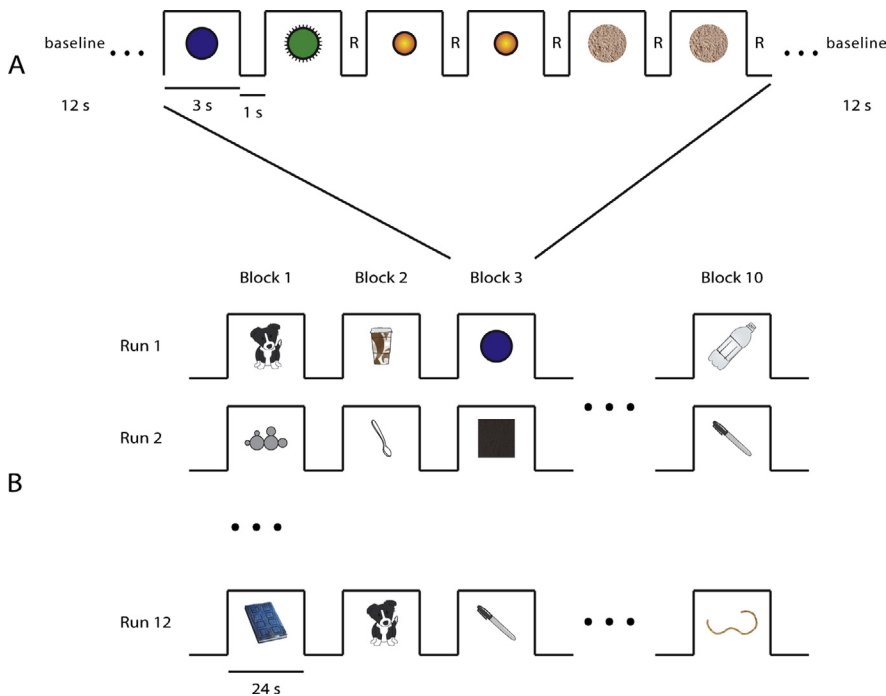 baseline R R R R R baseline
A
12 s 3 s 1 s 12 s
Block 1 Block 2 Block 3 Block 10
Run 1
Run 2
B
Run 12
24 s